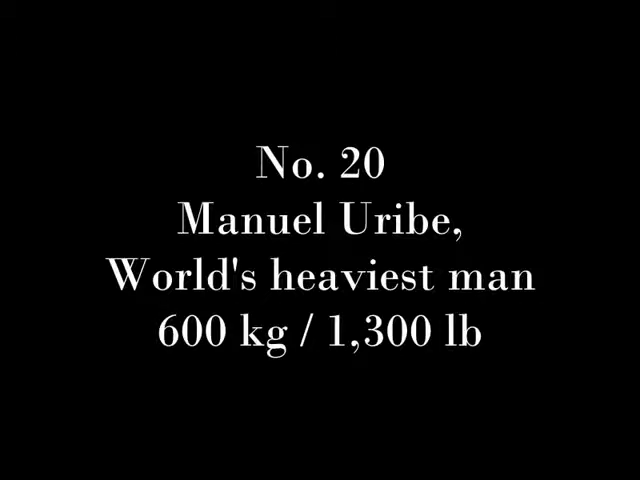 No. 20
Manuel Uribe,
World's heaviest man
600 kg / 1,300 lb